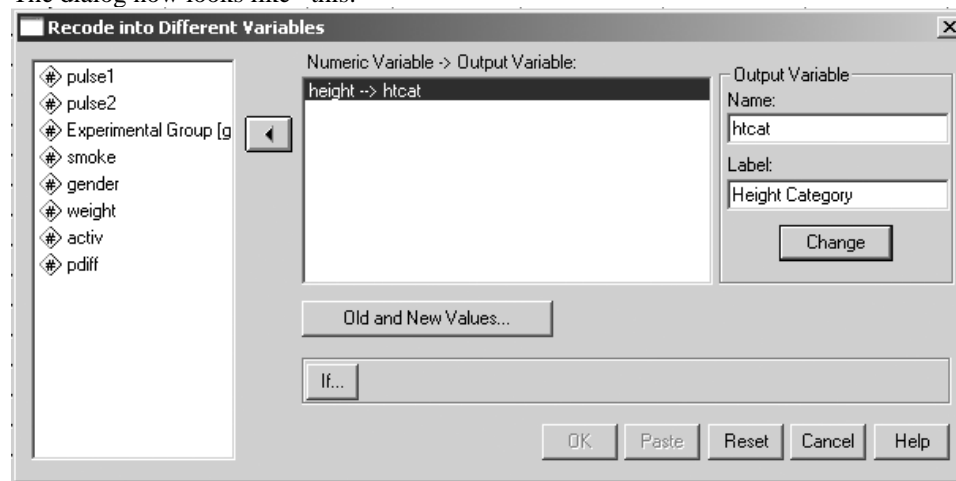 The dialog now looks like this:
Recode into Different Variables
pulse1
pulse2
Experimental Group [g
smoke
gender
weight
activ
pdiff
Numeric Variable -> Output Variable:
height --> htcat
Output Variable
Name:
htcat
Label:
Height Category
Change
Old and New Values...
If...
OK
Paste
Reset
Cancel
Help